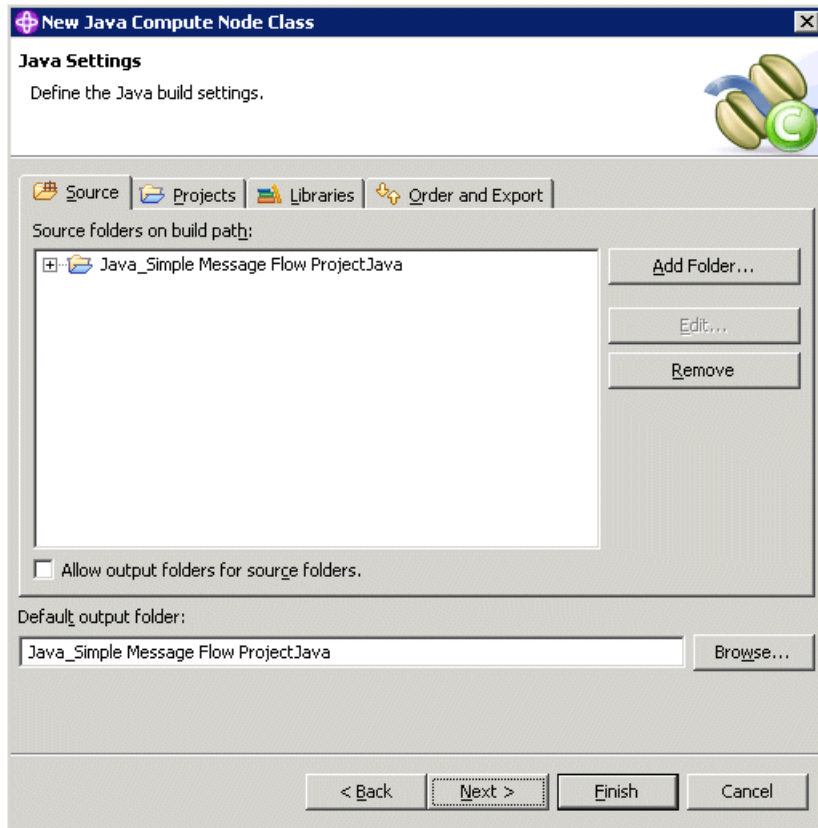 New Java Compute Node Class
Java Settings
Define the Java build settings.
Source Projects Libraries Order and Export
Source folders on build path:
Java_Simple Message Flow ProjectJava
Add Folder...
Edit...
Remove
Allow output folders for source folders.
Default output folder:
Java_Simple Message Flow ProjectJava
Browse...
< Back Next > Finish Cancel